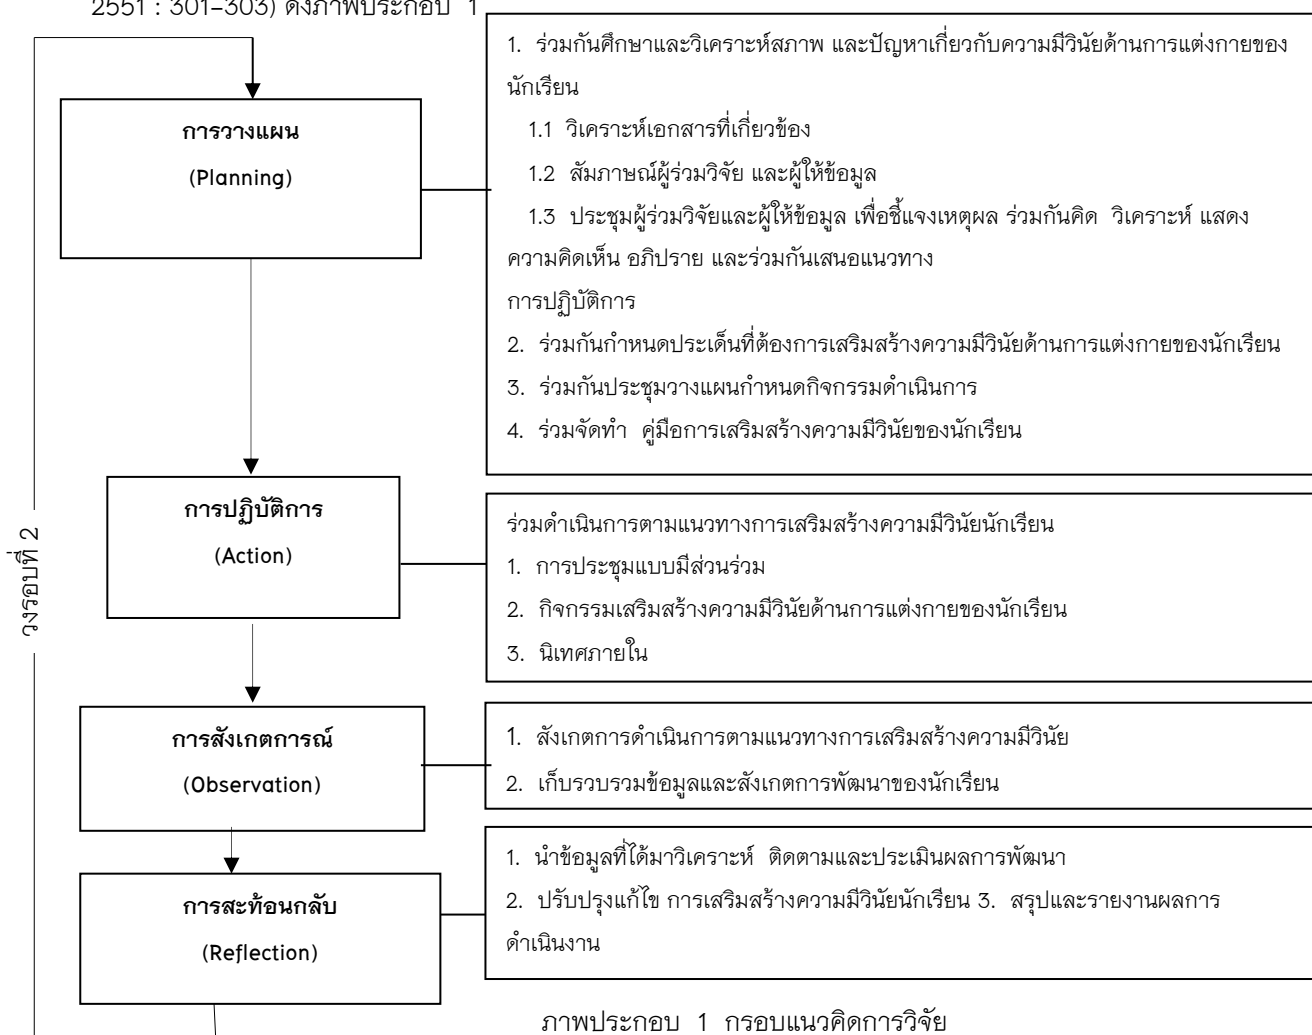 2551 : 301–303) ดังภาพประกอบ 1
การวางแผน
(Planning)
1. ร่วมกันศึกษาและวิเคราะห์สภาพ และปัญหาเกี่ยวกับความมีวินัยด้านการแต่งกายของ
นักเรียน
1.1 วิเคราะห์เอกสารที่เกี่ยวข้อง
1.2 สัมภาษณ์ผู้ร่วมวิจัย และผู้ให้ข้อมูล
1.3 ประชุมผู้ร่วมวิจัยและผู้ให้ข้อมูล เพื่อชี้แจงเหตุผล ร่วมกันคิด วิเคราะห์ แสดง
ความคิดเห็น อภิปราย และร่วมกันเสนอแนวทาง
การปฏิบัติการ
2. ร่วมกันกำหนดประเด็นที่ต้องการเสริมสร้างความมีวินัยด้านการแต่งกายของนักเรียน
3. ร่วมกันประชุมวางแผนกำหนดกิจกรรมดำเนินการ
4. ร่วมจัดทำ คู่มือการเสริมสร้างความมีวินัยของนักเรียน
วงรอบที่ 2
การปฏิบัติการ
(Action)
ร่วมดำเนินการตามแนวทางการเสริมสร้างความมีวินัยนักเรียน
1. การประชุมแบบมีส่วนร่วม
2. กิจกรรมเสริมสร้างความมีวินัยด้านการแต่งกายของนักเรียน
3. นิเทศภายใน
การสังเกตการณ์
(Observation)
1. สังเกตการดำเนินการตามแนวทางการเสริมสร้างความมีวินัย
2. เก็บรวบรวมข้อมูลและสังเกตการพัฒนาของนักเรียน
การสะท้อนกลับ
(Reflection)
1. นำข้อมูลที่ได้มาวิเคราะห์ ติดตามและประเมินผลการพัฒนา
2. ปรับปรุงแก้ไข การเสริมสร้างความมีวินัยนักเรียน 3. สรุปและรายงานผลการ
ดำเนินงาน
ภาพประกอบ 1 กรอบแนวคิดการวิจัย